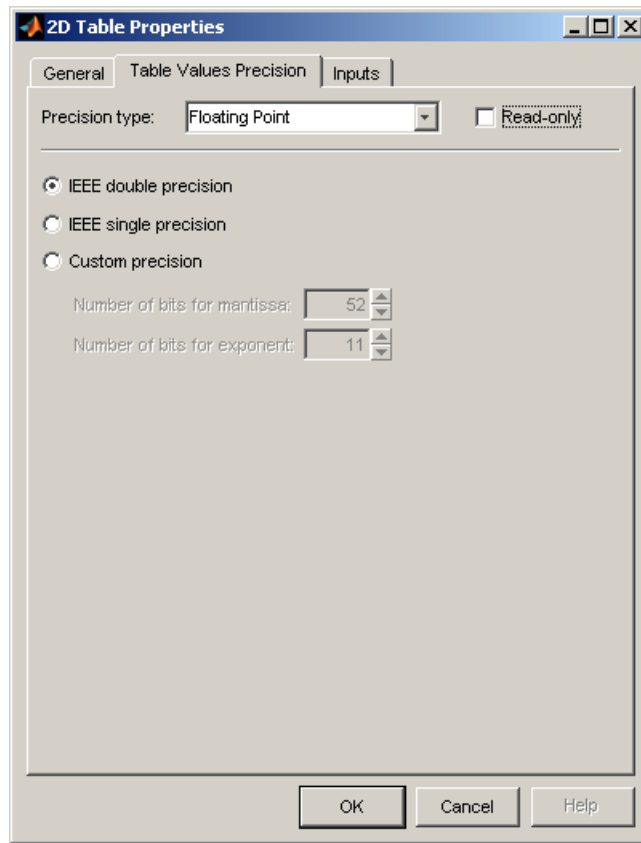 2D Table Properties
General Table Values Precision Inputs
Precision type: Floating Point Read-only
IEEE double precision
IEEE single precision
Custom precision
Number of bits for mantissa: 52
Number of bits for exponent: 11
OK Cancel Help